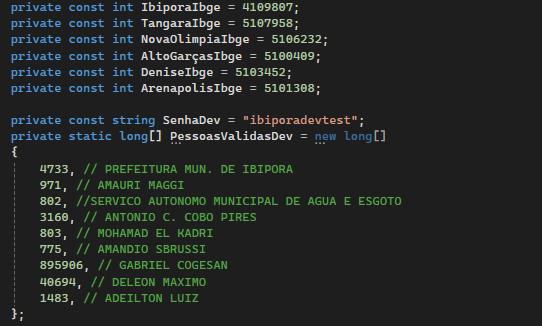 private const int IbiporaIbge = 4109807;
private const int TangaraIbge = 5107958;
private const int NovaOlimpiaIbge = 5106232;
private const int AltoGarçasIbge = 5100409;
private const int DeniseIbge = 5103452;
private const int ArenapolisIbge = 5101308;
private const string SenhaDev = "ibiporadevtest";
private static long[] PessoasValidasDev = new long[]
{
4733, // PREFEITURA MUN. DE IBIPORA
971, // AMAURI MAGGI
802, //SERVICO AUTONOMO MUNICIPAL DE AGUA E ESGOTO
3160, // ANTONIO C. COBO PIRES
803, // MOHAMAD EL KADRI
775, // AMANDIO SBRUSSI
895906, // GABRIEL COGESAN
40694, // DELEON MAXIMO
1483, // ADEILTON LUIZ
};